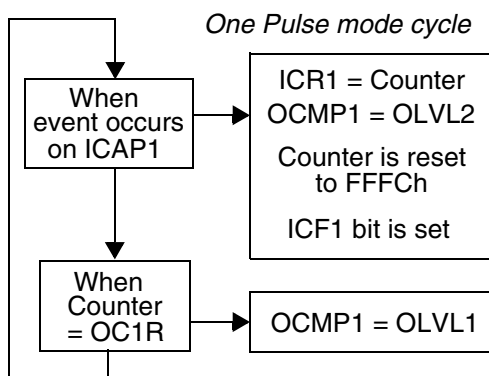 One Pulse mode cycle
When
event occurs
on ICAP1
ICR1 = Counter
OCMP1 = OLVL2
Counter is reset
to FFFCh
ICF1 bit is set
When
Counter
= OC1R
OCMP1 = OLVL1